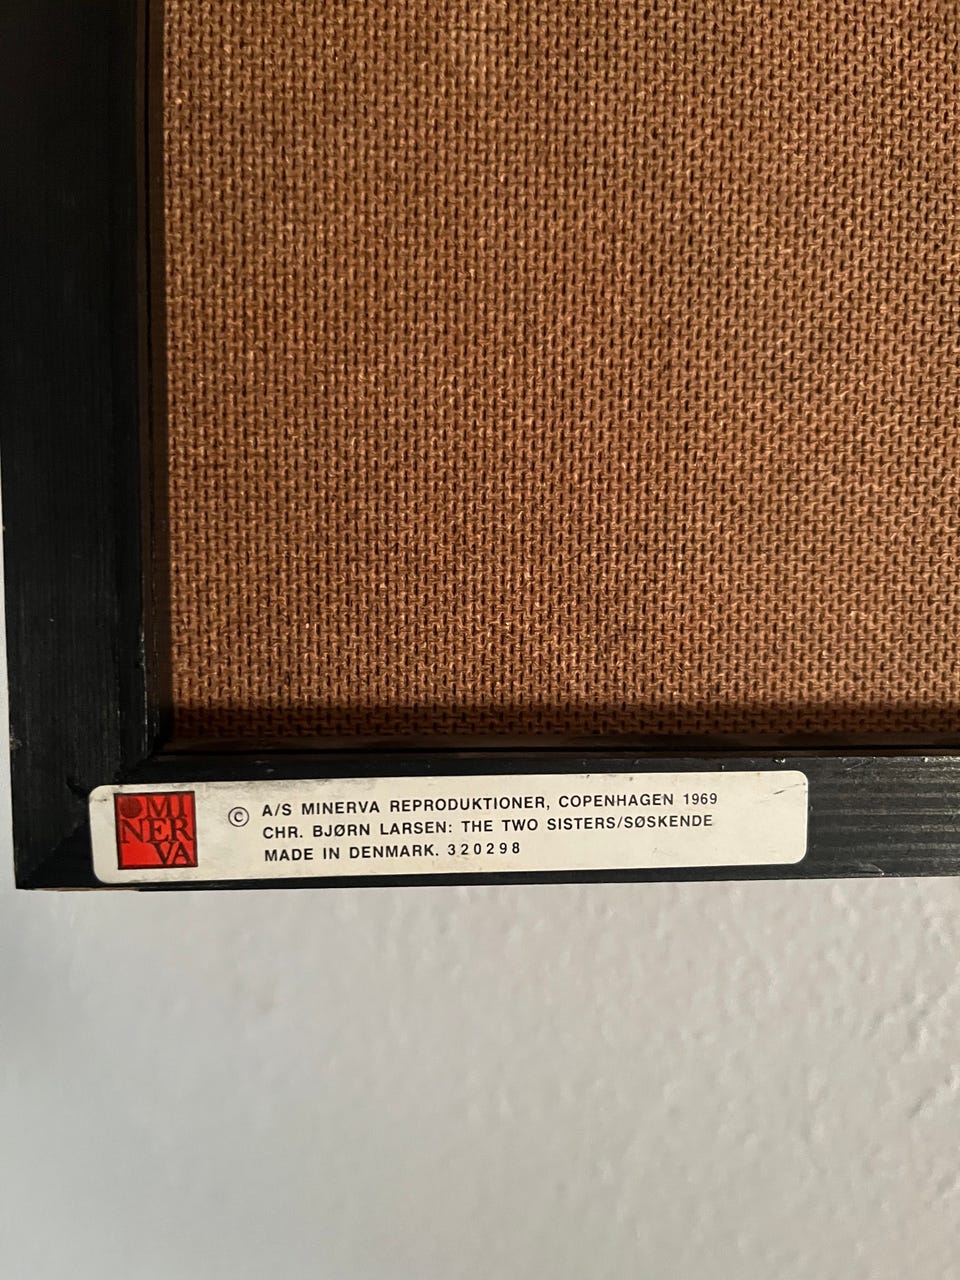 MI
NER
VA
© A/S MINERVA REPRODUKTIONER, COPENHAGEN 1969
CHR. BJØRN LARSEN: THE TWO SISTERS/SØSKENDE
MADE IN DENMARK. 320298